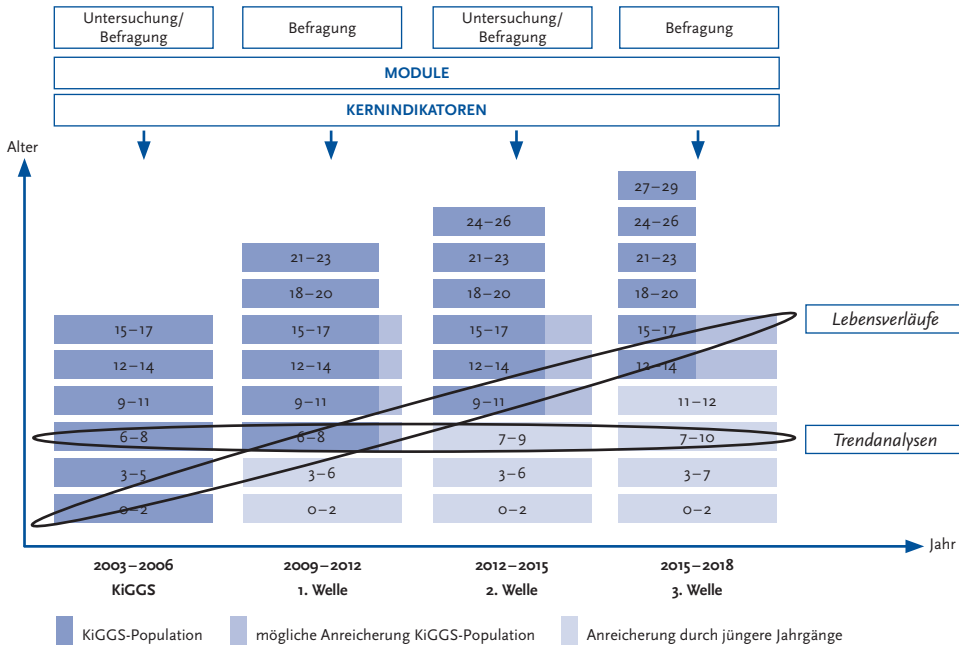 Untersuchung/
Befragung
Befragung
Untersuchung/
Befragung
Befragung
MODULE
KERNINDIKATOREN
Alter
27–29
24–26
24–26
21–23
21–23
21–23
18–20
18–20
18–20
15–17
15–17
15–17
15–17
Lebensverläufe
12–14
12–14
12–14
12–14
9–11
9–11
9–11
11–12
6–8
6–8
7–9
7–10
Trendanalysen
3–5
3–6
3–6
3–7
0–2
0–2
0–2
0–2
Jahr
2003–2006
KiGGS
2009–2012
1. Welle
2012–2015
2. Welle
2015–2018
3. Welle
KiGGS-Population
mögliche Anreicherung KiGGS-Population
Anreicherung durch jüngere Jahrgänge